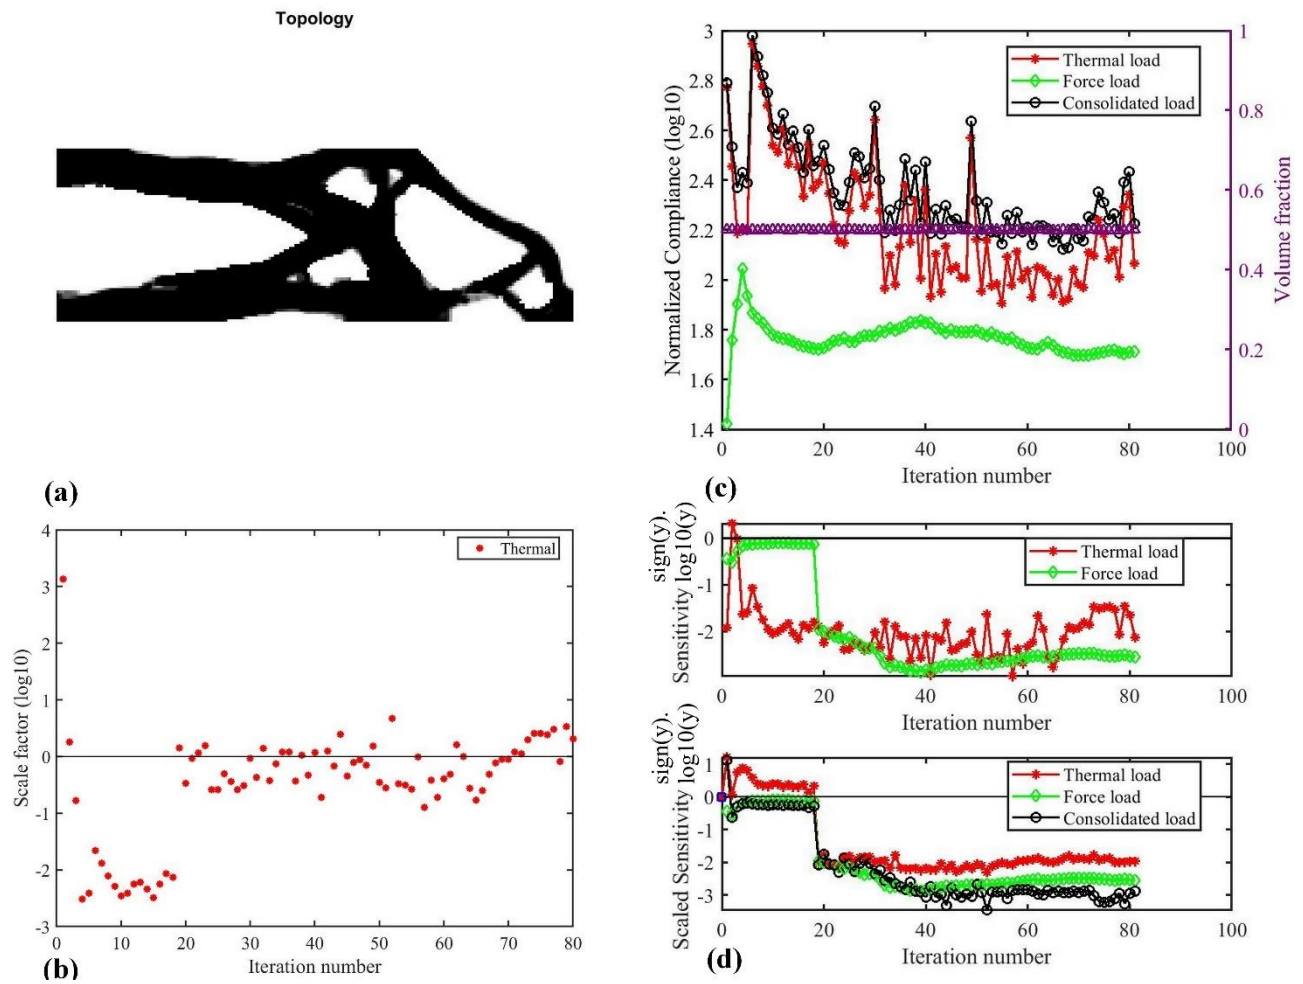 Topology
(a)
Normalized Compliance (log10)
3
2.8
2.6
2.4
2.2
2
1.8
1.6
1.4
Thermal load
Force load
Consolidated load
1
0.8
0.6
0.4
0.2
0
Volume fraction
0 20 40 60 80 100
Iteration number
(c)
Scale factor (log10)
4
3
2
1
0
-1
-2
-3
Thermal
0 10 20 30 40 50 60 70 80
Iteration number
(b)
sign(y).
Sensitivity log10(y)
0
-1
-2
Thermal load
Force load
0 20 40 60 80 100
Iteration number
sign(y).
Scaled Sensitivity log10(y)
1
0
-1
-2
-3
Thermal load
Force load
Consolidated load
0 20 40 60 80 100
Iteration number
(d)